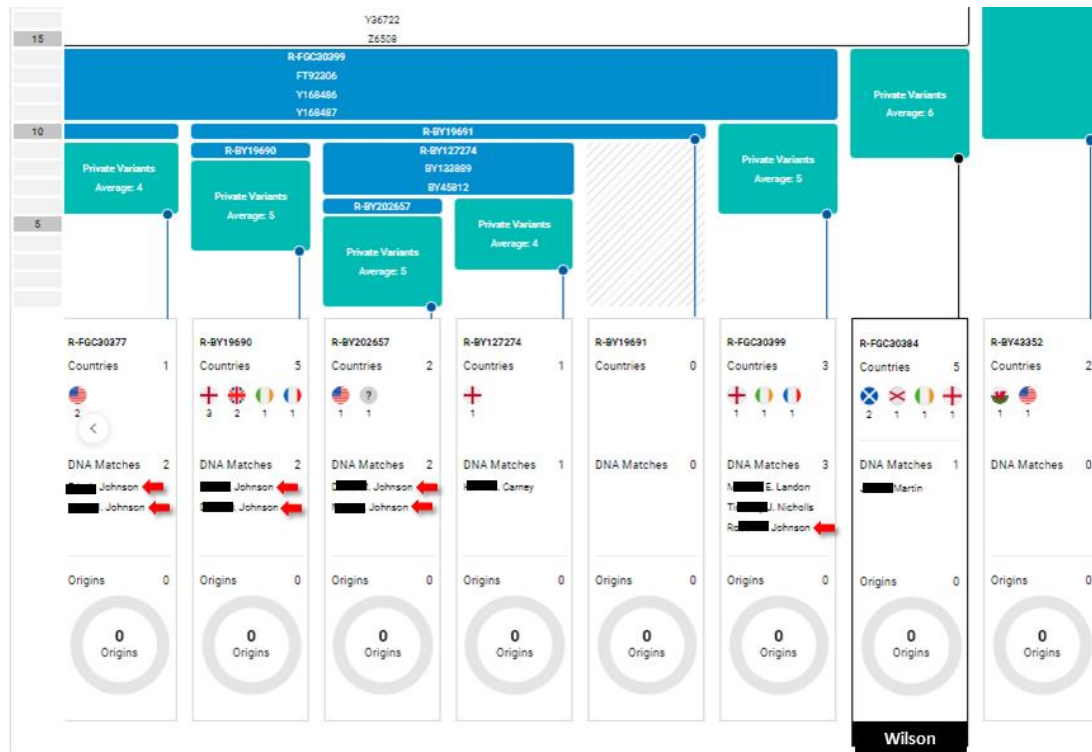 Y36722
Z6508
15
R-FGC30399
FT92306
Y168486
Y168487
Private Variants
Average: 6
10
R-BY19691
R-BY19690
R-BY127274
BY133889
BY45812
Private Variants
Average: 4
Private Variants
Average: 5
Private Variants
Average: 5
R-BY202657
5
Private Variants
Average: 4
Private Variants
Average: 5
R-FGC30377
Countries 1
2
DNA Matches 2
Johnson
. Johnson
Origins 0
0
Origins
R-BY19690
Countries 5
3 2 1 1
DNA Matches 2
Johnson
. Johnson
Origins 0
0
Origins
R-BY202657
Countries 2
?
1 1
DNA Matches 2
. Johnson
Johnson
Origins 0
0
Origins
R-BY127274
Countries 1
1
DNA Matches 1
. Carney
Origins 0
0
Origins
R-BY19691
Countries 0
DNA Matches 0
Origins 0
0
Origins
R-FGC30399
Countries 3
1 1 1
DNA Matches 3
E. Landon
J. Nicholls
Ro Johnson
Origins 0
0
Origins
R-FGC30384
Countries 5
2 1 1 1
DNA Matches 1
Martin
Origins 0
0
Origins
Wilson
R-BY43352
Countries 2
1 1
DNA Matches 0
Origins 0
0
Origins